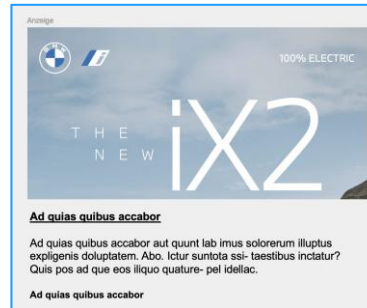 Anzeige
BMW
i
100% ELECTRIC
THE
NEW
iX2
Ad quias quibus accabor
Ad quias quibus accabor aut quunt lab imus solorerum illuptus
expligenis doluptatem. Abo. Ictur suntota ssi- taestibus inctatur?
Quis pos ad que eos iliquo quature- pel idellac.
Ad quias quibus accabor